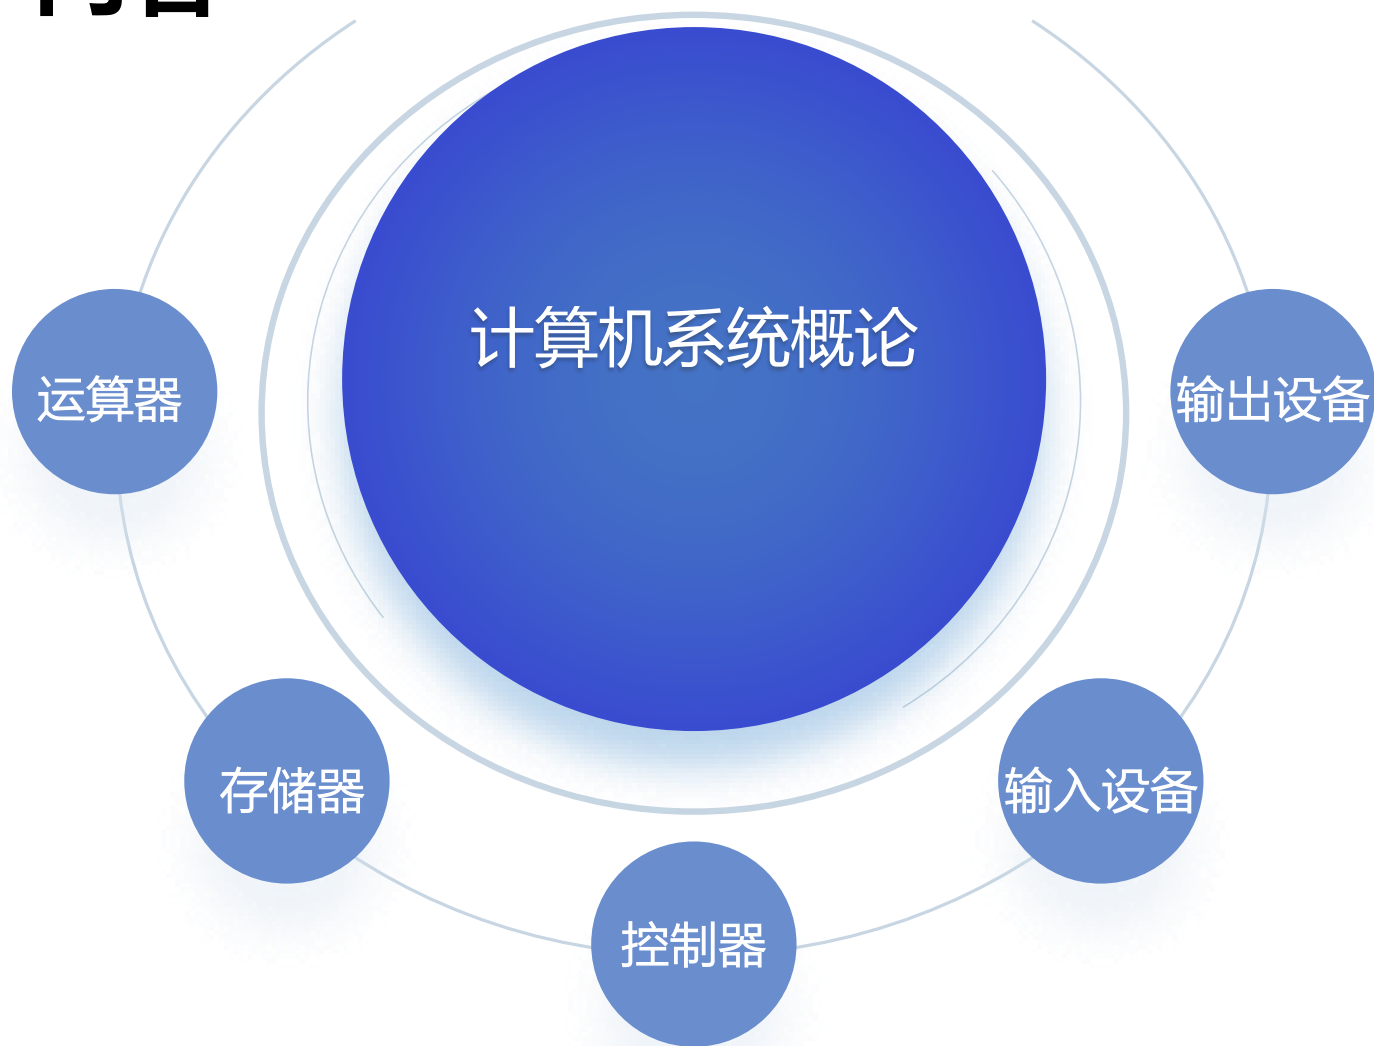 计算机系统概论
运算器
输出设备
存储器
输入设备
控制器